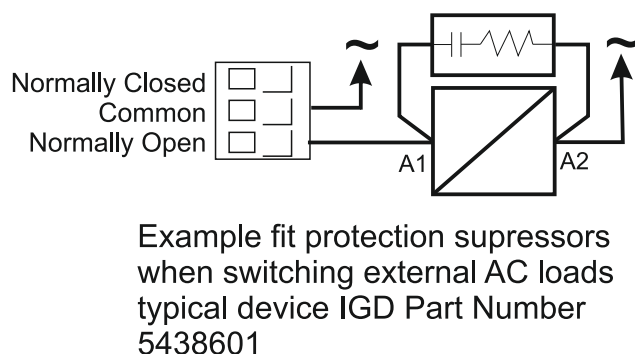 ~
~
Normally Closed
Common
Normally Open
A1
A2
Example fit protection supressors
when switching external AC loads
typical device IGD Part Number
5438601